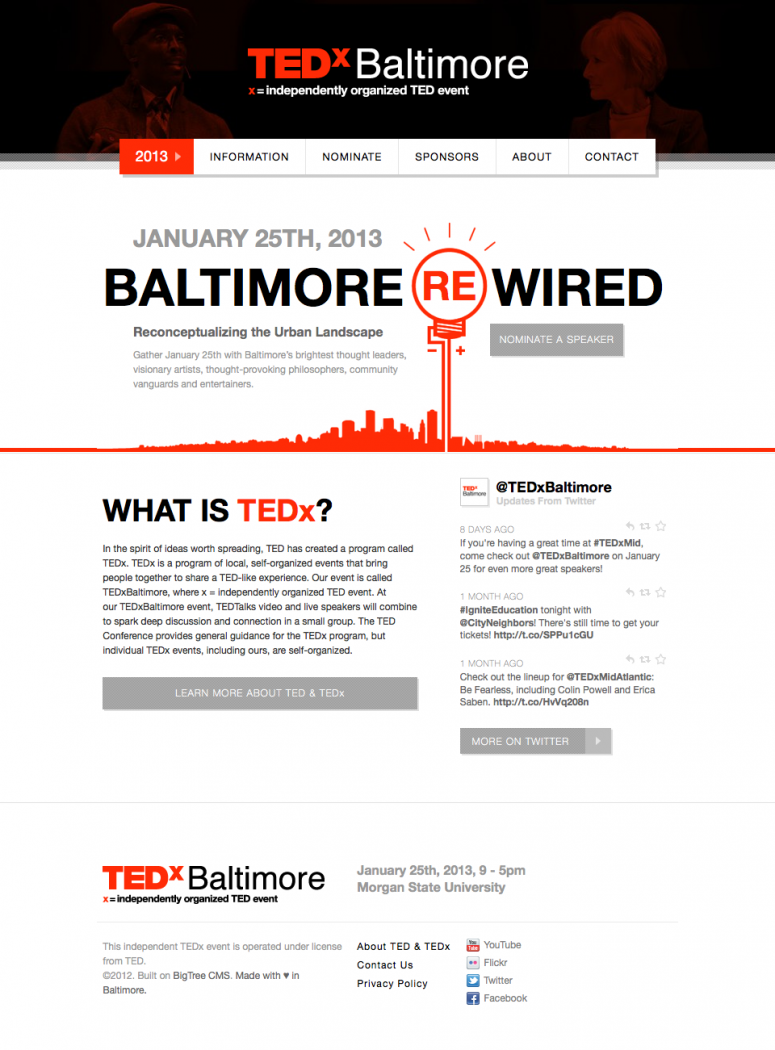 TEDx Baltimore
x = independently organized TED event
2013 INFORMATION NOMINATE SPONSORS ABOUT CONTACT
JANUARY 25TH, 2013
BALTIMORE RE WIRED
Reconceptualizing the Urban Landscape
NOMINATE A SPEAKER
Gather January 25th with Baltimore's brightest thought leaders,
visionary artists, thought-provoking philosophers, community
vanguards and entertainers.
WHAT IS TEDx?
In the spirit of ideas worth spreading, TED has created a program called
TEDx. TEDx is a program of local, self-organized events that bring
people together to share a TED-like experience. Our event is called
TEDxBaltimore, where x = independently organized TED event. At
our TEDxBaltimore event, TEDTalks video and live speakers will combine
to spark deep discussion and connection in a small group. The TED
Conference provides general guidance for the TEDx program, but
individual TEDx events, including ours, are self-organized.
LEARN MORE ABOUT TED & TEDx
TEDx
Baltimore
@TEDxBaltimore
Updates From Twitter
8 DAYS AGO
If you're having a great time at #TEDxMid,
come check out @TEDxBaltimore on January
25 for even more great speakers!
1 MONTH AGO
#IgniteEducation tonight with
@CityNeighbors! There's still time to get your
tickets! http://t.co/SPPu1cGU
1 MONTH AGO
Check out the lineup for @TEDxMidAtlantic:
Be Fearless, including Colin Powell and Erica
Saben. http://t.co/HvVq208n
MORE ON TWITTER
TEDx Baltimore
x = independently organized TED event
January 25th, 2013, 9 - 5pm
Morgan State University
This independent TEDx event is operated under license
from TED.
©2012. Built on BigTree CMS. Made with ♥ in
Baltimore.
About TED & TEDx
Contact Us
Privacy Policy
YouTube
Flickr
Twitter
Facebook